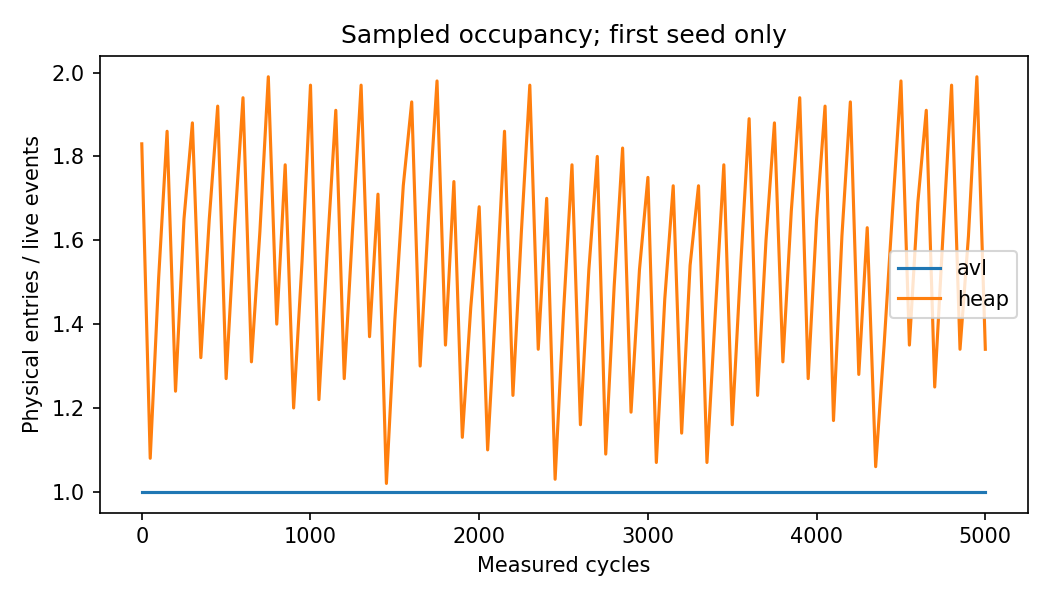 Sampled occupancy; first seed only
Physical entries / live events
2.0
1.8
1.6
1.4
1.2
1.0
avl
heap
0
1000
2000
3000
4000
5000
Measured cycles